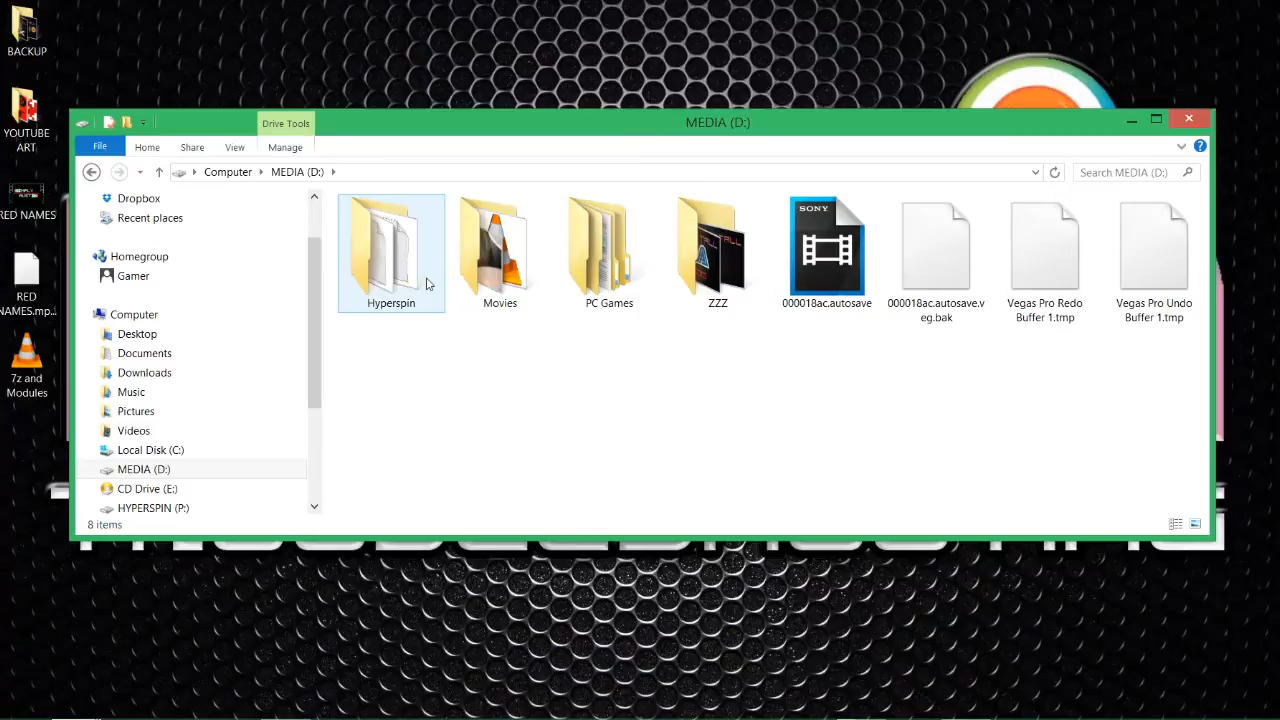 BACKUP
YOUTUBE
ART
RED NAMES
RED
NAMES.mp...
7z and
Modules
Drive Tools
MEDIA (D:)
File
Home
Share
View
Manage
Computer
MEDIA (D:)
Search MEDIA (D:)
Dropbox
Recent places
Homegroup
Gamer
Computer
Desktop
Documents
Downloads
Music
Pictures
Videos
Local Disk (C:)
MEDIA (D:)
CD Drive (E:)
HYPERSPIN (P:)
Hyperspin
Movies
PC Games
ZZZ
SONY
000018ac.autosave
000018ac.autosave.v
eg.bak
Vegas Pro Redo
Buffer 1.tmp
Vegas Pro Undo
Buffer 1.tmp
8 items